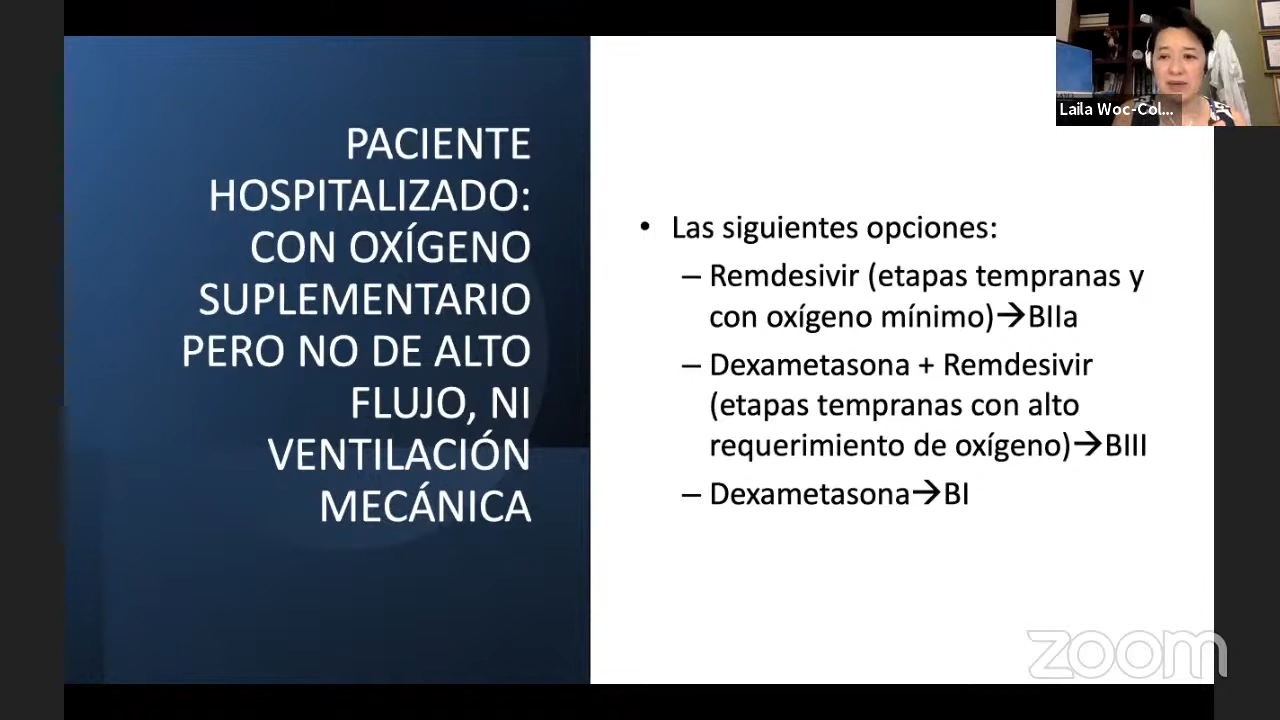 PACIENTE
HOSPITALIZADO:
CON OXÍGENO
SUPLEMENTARIO
PERO NO DE ALTO
FLUJO, NI
VENTILACIÓN
MECÁNICA
• Las siguientes opciones:
– Remdesivir (etapas tempranas y
con oxígeno mínimo)→BIIa
– Dexametasona + Remdesivir
(etapas tempranas con alto
requerimiento de oxígeno)→BIII
– Dexametasona→BI
Laila Woc-Col...
zoom